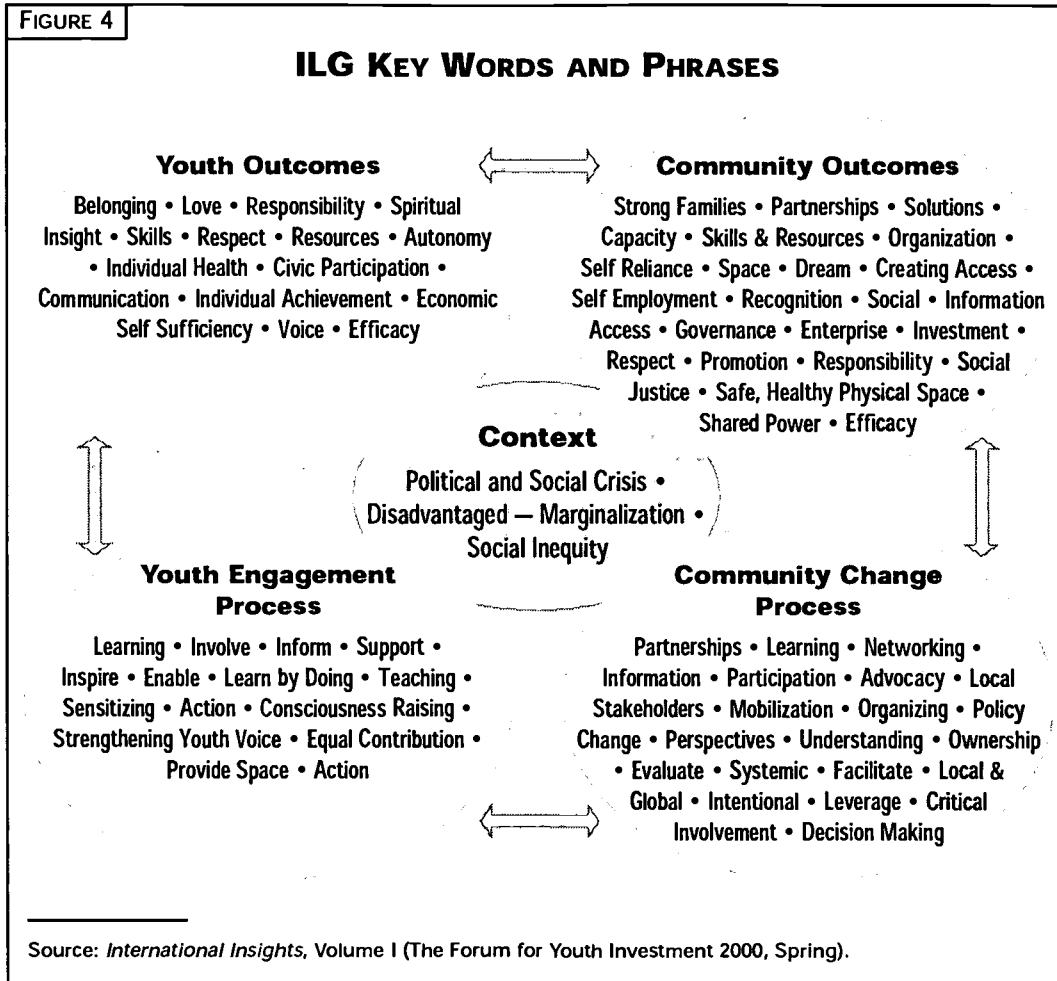 FIGURE 4
ILG KEY WORDS AND PHRASES
Youth Outcomes
Belonging • Love • Responsibility • Spiritual
Insight • Skills • Respect • Resources • Autonomy
• Individual Health • Civic Participation •
Communication • Individual Achievement • Economic
Self Sufficiency • Voice • Efficacy
Community Outcomes
Strong Families • Partnerships • Solutions •
Capacity • Skills & Resources • Organization •
Self Reliance • Space • Dream • Creating Access •
Self Employment • Recognition • Social • Information
Access • Governance • Enterprise • Investment •
Respect • Promotion • Responsibility • Social
Justice • Safe, Healthy Physical Space •
Shared Power • Efficacy
Context
Political and Social Crisis •
Disadvantaged — Marginalization •
Social Inequity
Youth Engagement
Process
Learning • Involve • Inform • Support •
Inspire • Enable • Learn by Doing • Teaching •
Sensitizing • Action • Consciousness Raising •
Strengthening Youth Voice • Equal Contribution •
Provide Space • Action
Community Change
Process
Partnerships • Learning • Networking •
Information • Participation • Advocacy • Local
Stakeholders • Mobilization • Organizing • Policy
Change • Perspectives • Understanding • Ownership
• Evaluate • Systemic • Facilitate • Local &
Global • Intentional • Leverage • Critical
Involvement • Decision Making
Source: International Insights, Volume I (The Forum for Youth Investment 2000, Spring).